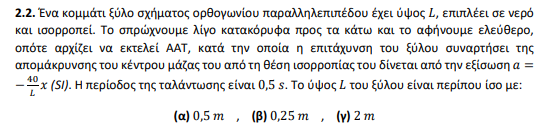 2.2. Ένα κομμάτι ξύλο σχήματος ορθογωνίου παραλληλεπιπέδου έχει ύψος L, επιπλέει σε νερό
και ισορροπεί. Το σπρώχνουμε λίγο κατακόρυφα προς τα κάτω και το αφήνουμε ελεύθερο,
οπότε αρχίζει να εκτελεί ΑΑΤ, κατά την οποία η επιτάχυνση του ξύλου συναρτήσει της
απομάκρυνσης του κέντρου μάζας του από τη θέση ισορροπίας του δίνεται από την εξίσωση a =
−40/L x (SI). Η περίοδος της ταλάντωσης είναι 0,5 s. Το ύψος L του ξύλου είναι περίπου ίσο με:
(α) 0,5 m , (β) 0,25 m , (γ) 2 m